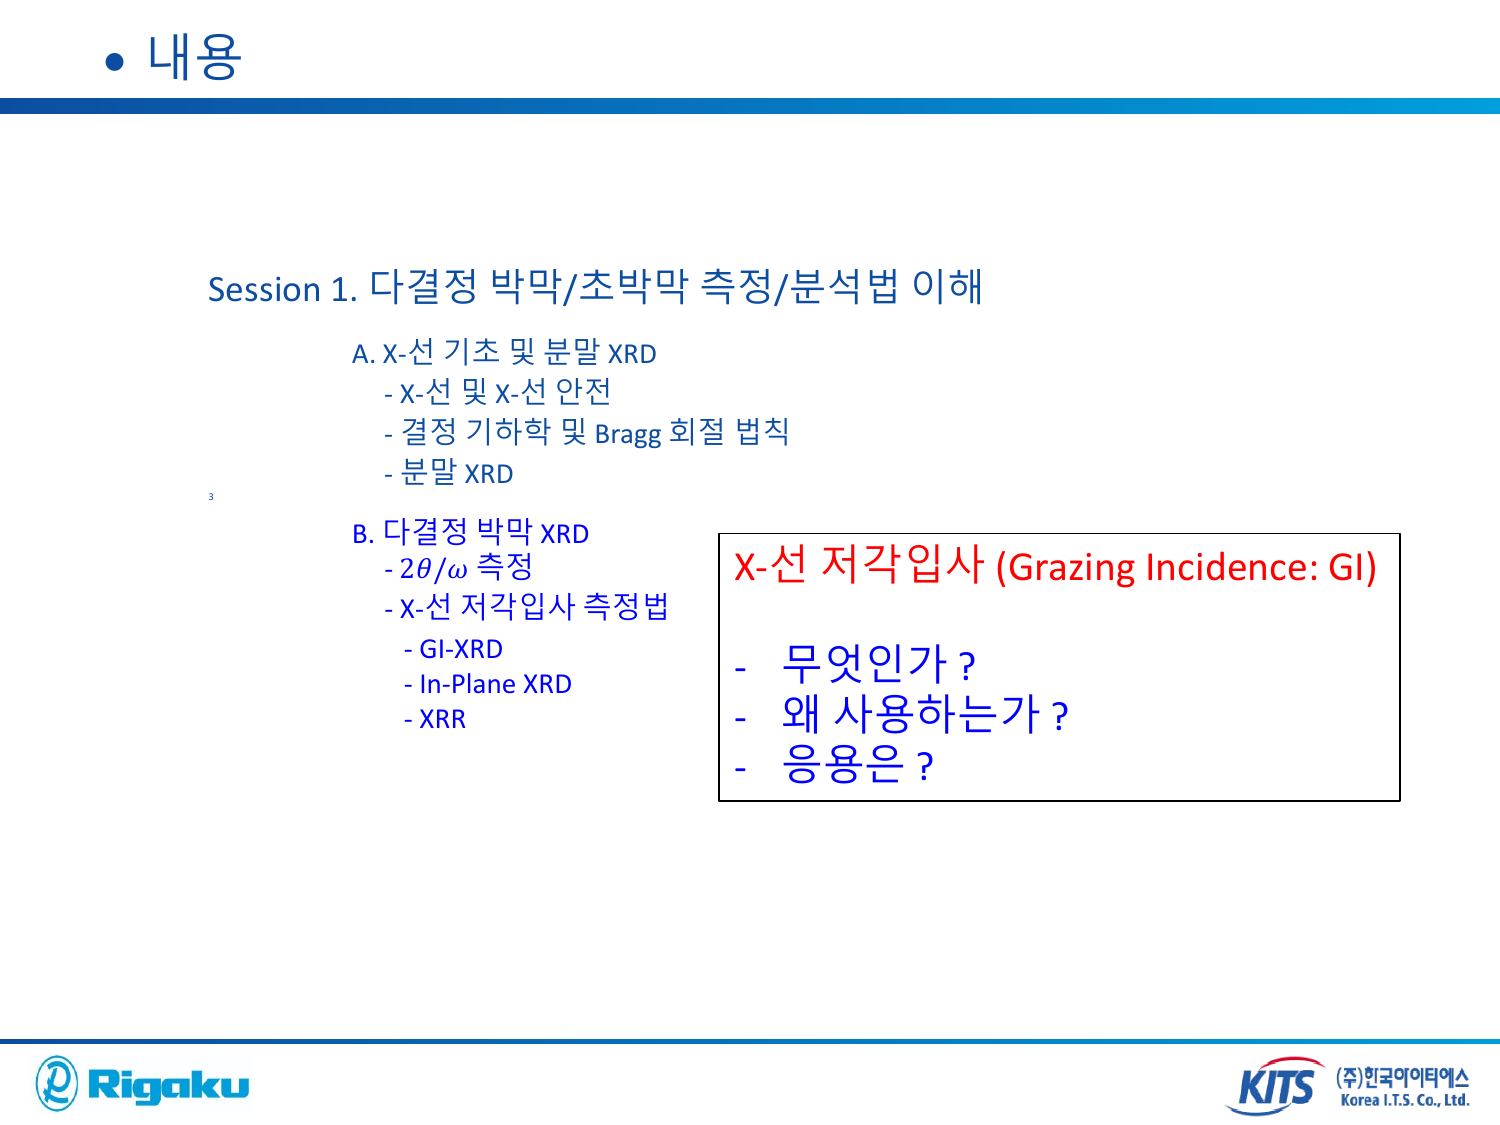 • 내용
Session 1. 다결정 박막/초박막 측정/분석법 이해
A. X-선 기초 및 분말 XRD
- X-선 및 X-선 안전
- 결정 기하학 및 Bragg 회절 법칙
- 분말 XRD
3
B. 다결정 박막 XRD
- 2θ/ω 측정
- X-선 저각입사 측정법
- GI-XRD
- In-Plane XRD
- XRR
X-선 저각입사 (Grazing Incidence: GI)
- 무엇인가 ?
- 왜 사용하는가 ?
- 응용은 ?
Rigaku
KITS
(주)한국아이티에스
Korea I.T.S. Co., Ltd.